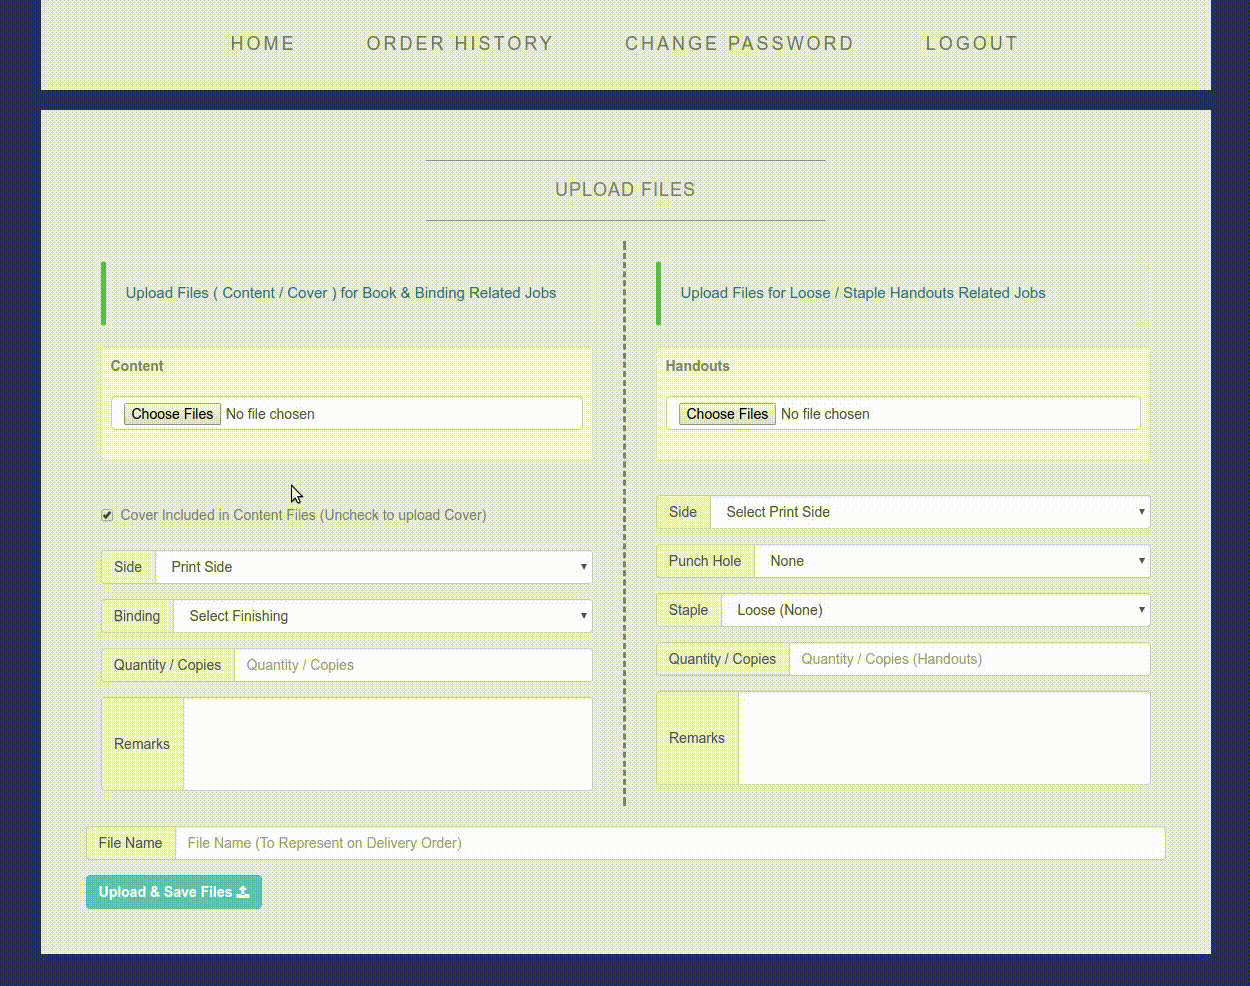 HOME ORDER HISTORY CHANGE PASSWORD LOGOUT
UPLOAD FILES
Upload Files ( Content / Cover ) for Book & Binding Related Jobs
Content
Choose Files No file chosen
Cover Included in Content Files (Uncheck to upload Cover)
Side Print Side
Binding Select Finishing
Quantity / Copies Quantity / Copies
Remarks
Upload Files for Loose / Staple Handouts Related Jobs
Handouts
Choose Files No file chosen
Side Select Print Side
Punch Hole None
Staple Loose (None)
Quantity / Copies Quantity / Copies (Handouts)
Remarks
File Name File Name (To Represent on Delivery Order)
Upload & Save Files